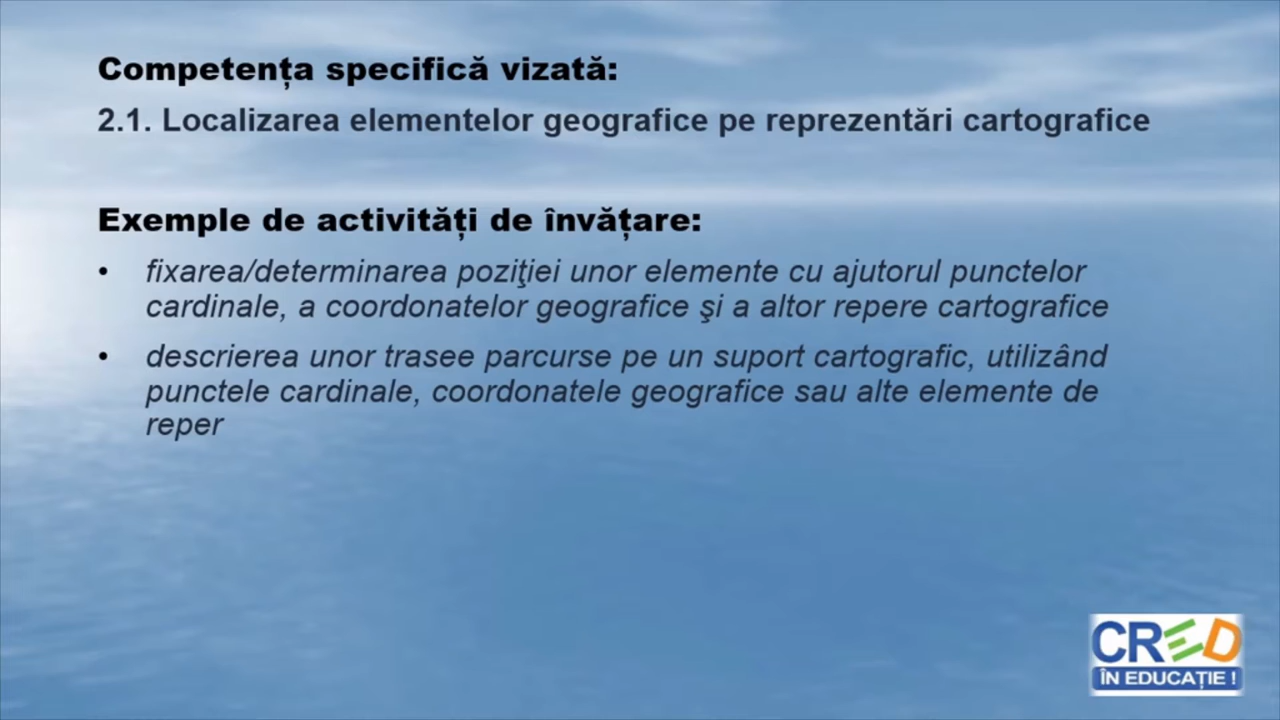 Competența specifică vizată:
2.1. Localizarea elementelor geografice pe reprezentări cartografice
Exemple de activități de învățare:
• fixarea/determinarea poziţiei unor elemente cu ajutorul punctelor
cardinale, a coordonatelor geografice şi a altor repere cartografice
• descrierea unor trasee parcurse pe un suport cartografic, utilizând
punctele cardinale, coordonatele geografice sau alte elemente de
reper
CRED
ÎN EDUCAȚIE !